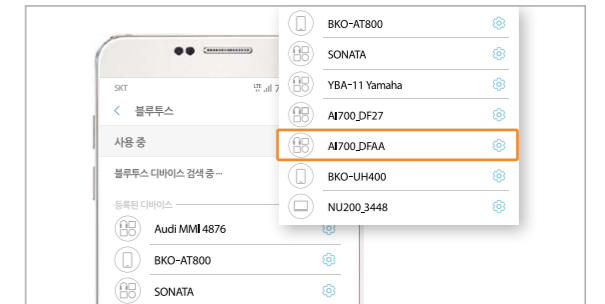 SKT LTE 7
블루투스
사용 중
블루투스 디바이스 검색 중 ···
등록된 디바이스
Audi MMI 4876
BKO-AT800
SONATA
BKO-AT800
SONATA
YBA-11 Yamaha
AI700_DF27
AI700_DFAA
BKO-UH400
NU200_3448